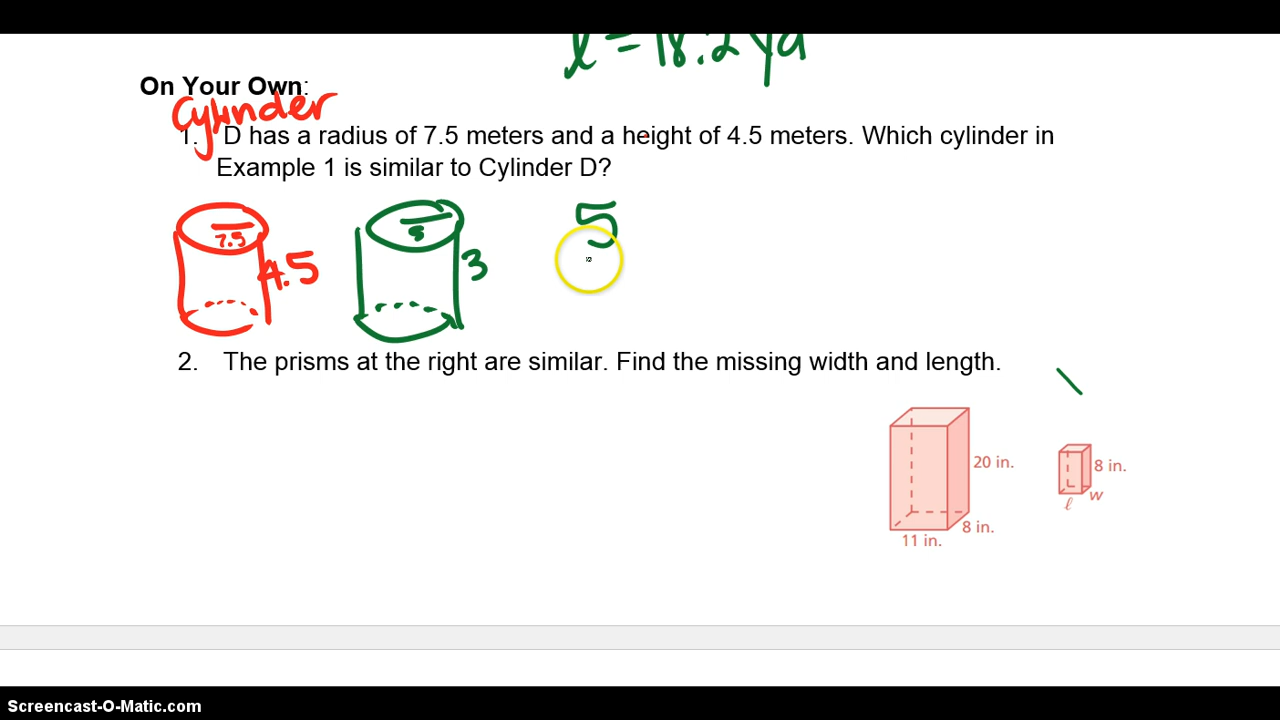 l = 18.2 yd
On Your Own:
Cylinder
1. D has a radius of 7.5 meters and a height of 4.5 meters. Which cylinder in
Example 1 is similar to Cylinder D?
7.5
4.5
3
5
2. The prisms at the right are similar. Find the missing width and length.
20 in.
8 in.
11 in.
8 in.
w
ℓ
Screencast-O-Matic.com